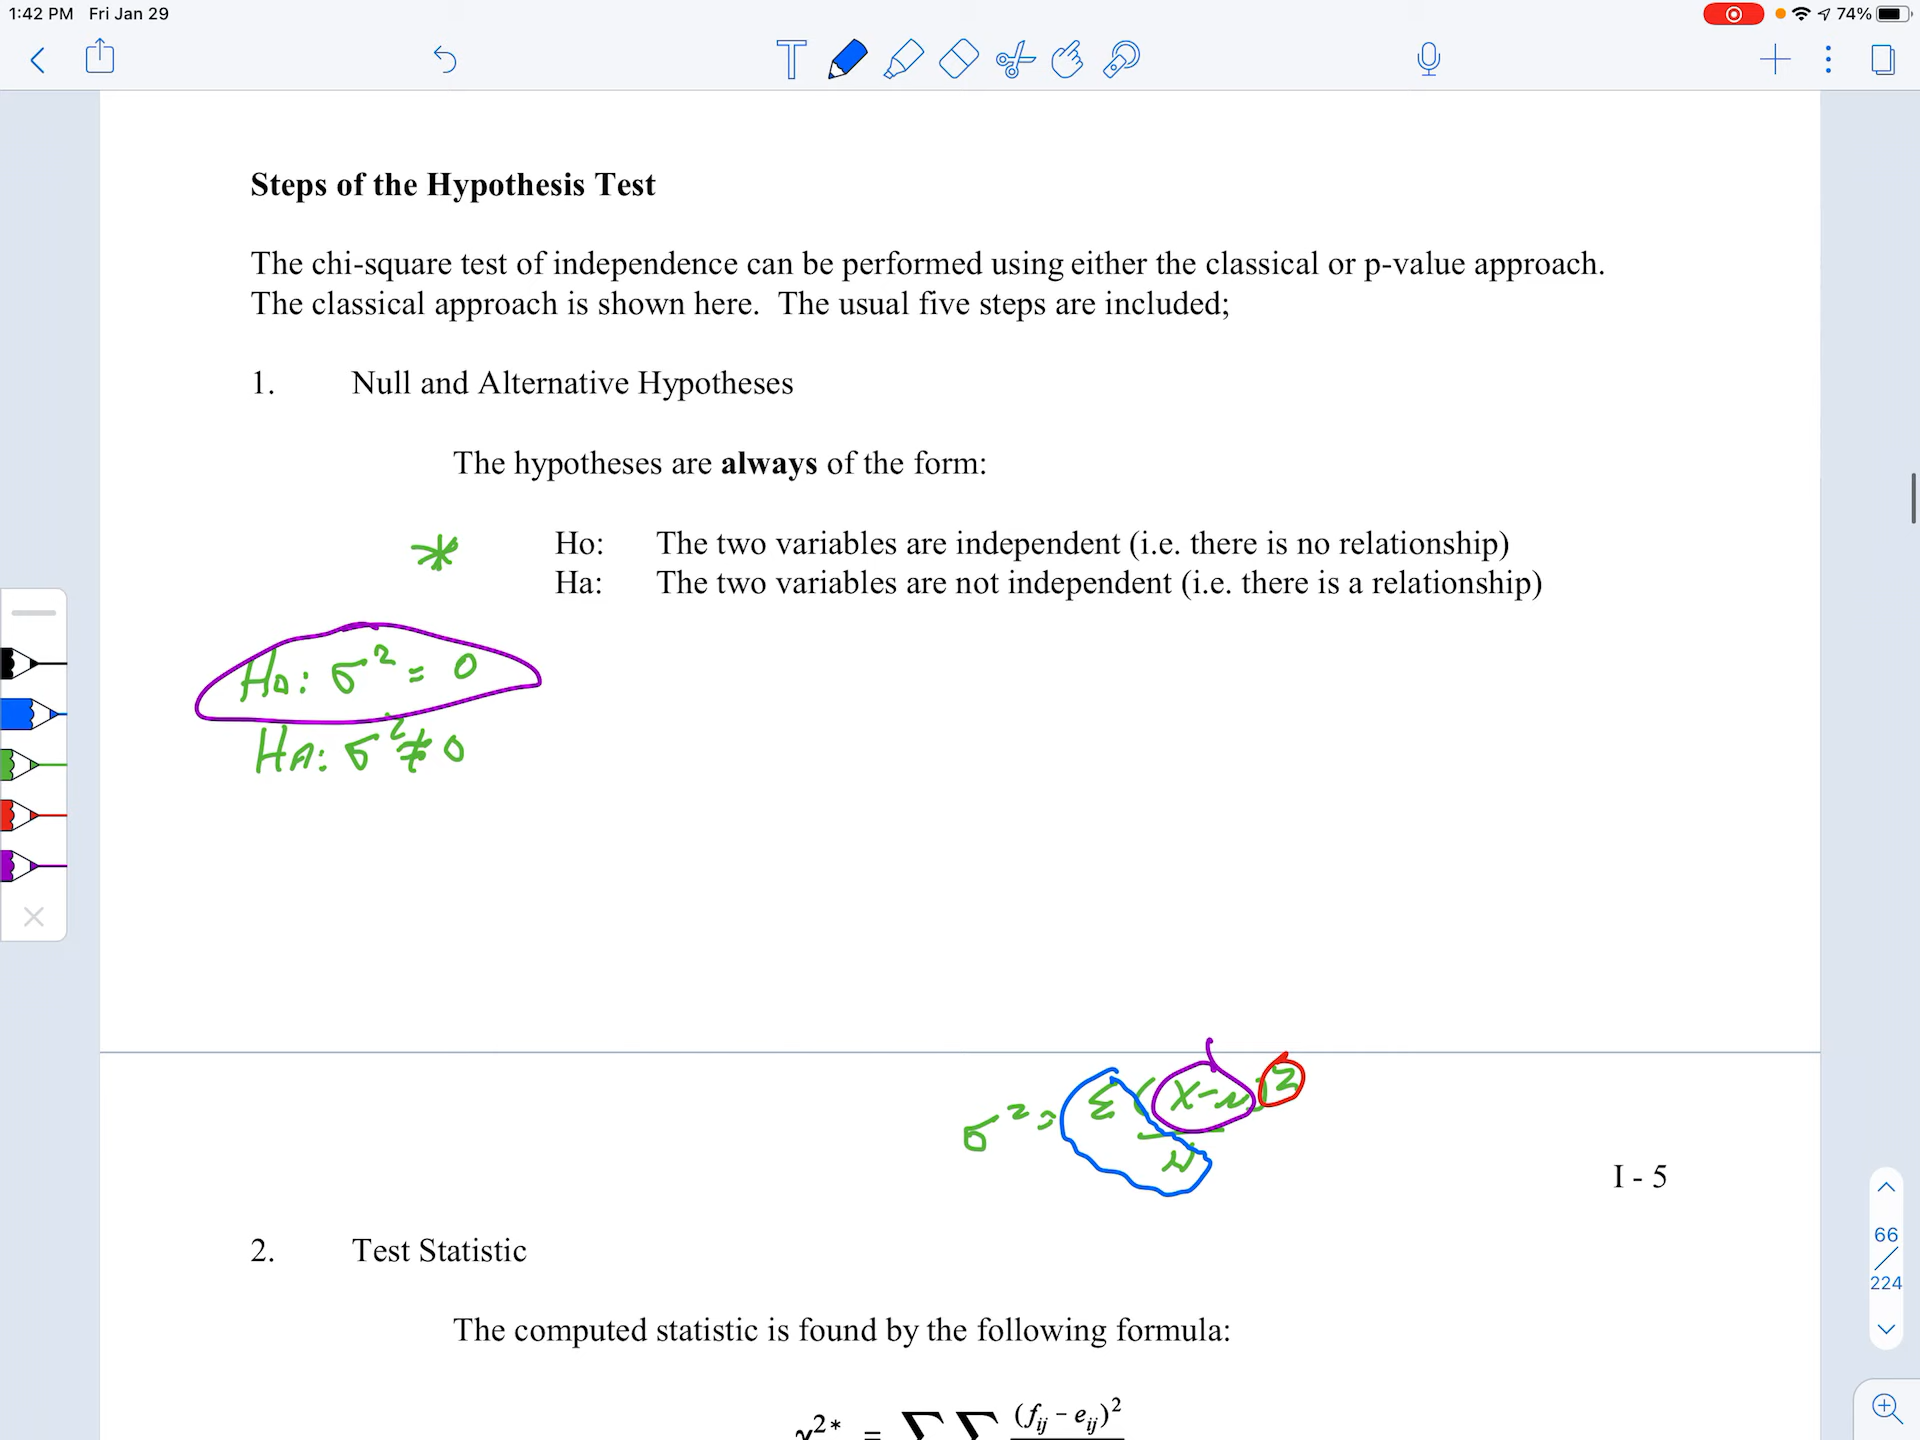 1:42 PM Fri Jan 29
74%
Steps of the Hypothesis Test
The chi-square test of independence can be performed using either the classical or p-value approach.
The classical approach is shown here. The usual five steps are included;
1. Null and Alternative Hypotheses
The hypotheses are always of the form:
* Ho: The two variables are independent (i.e. there is no relationship)
Ha: The two variables are not independent (i.e. there is a relationship)
Ho: σ² = 0
HA: σ² ≠ 0
σ² = Σ (X-μ)²
N
I - 5
2. Test Statistic
The computed statistic is found by the following formula:
χ²* = ΣΣ (fij - eij)²
66
/
224